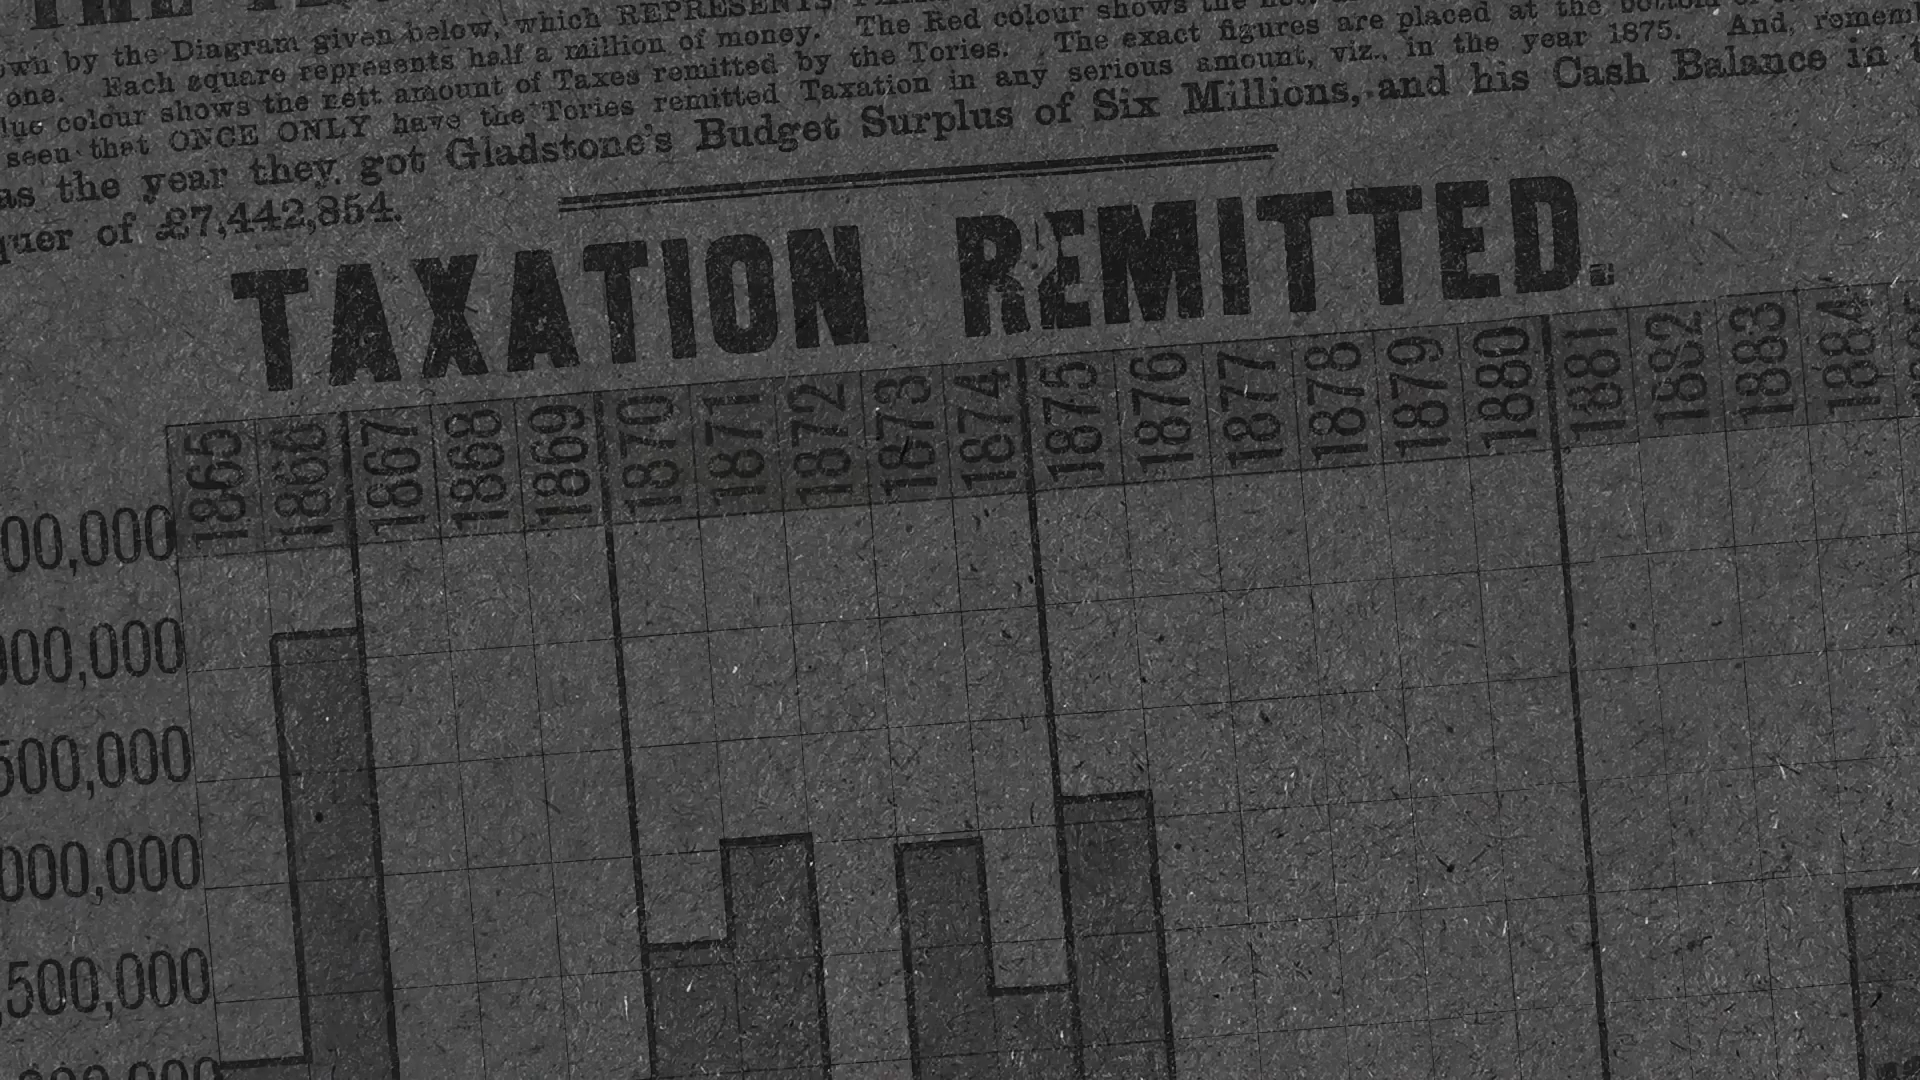 THE
own by the Diagram given below, which REPRESENTS
one. Each square represents half a million of money. The Red colour shows the
lue colour shows the nett amount of Taxes remitted by the Tories. The exact figures are placed at the bottom
seen that ONCE ONLY have the Tories remitted Taxation in any serious amount, viz., in the year 1875. And, rememb
as the year they got Gladstone's Budget Surplus of Six Millions, and his Cash Balance in t
quer of £7,442,854.
TAXATION REMITTED.
1865 1866 1867 1868 1869 1870 1871 1872 1873 1874 1875 1876 1877 1878 1879 1880 1881 1882 1883 1884
00,000
000,000
500,000
000,000
,500,000
000,000